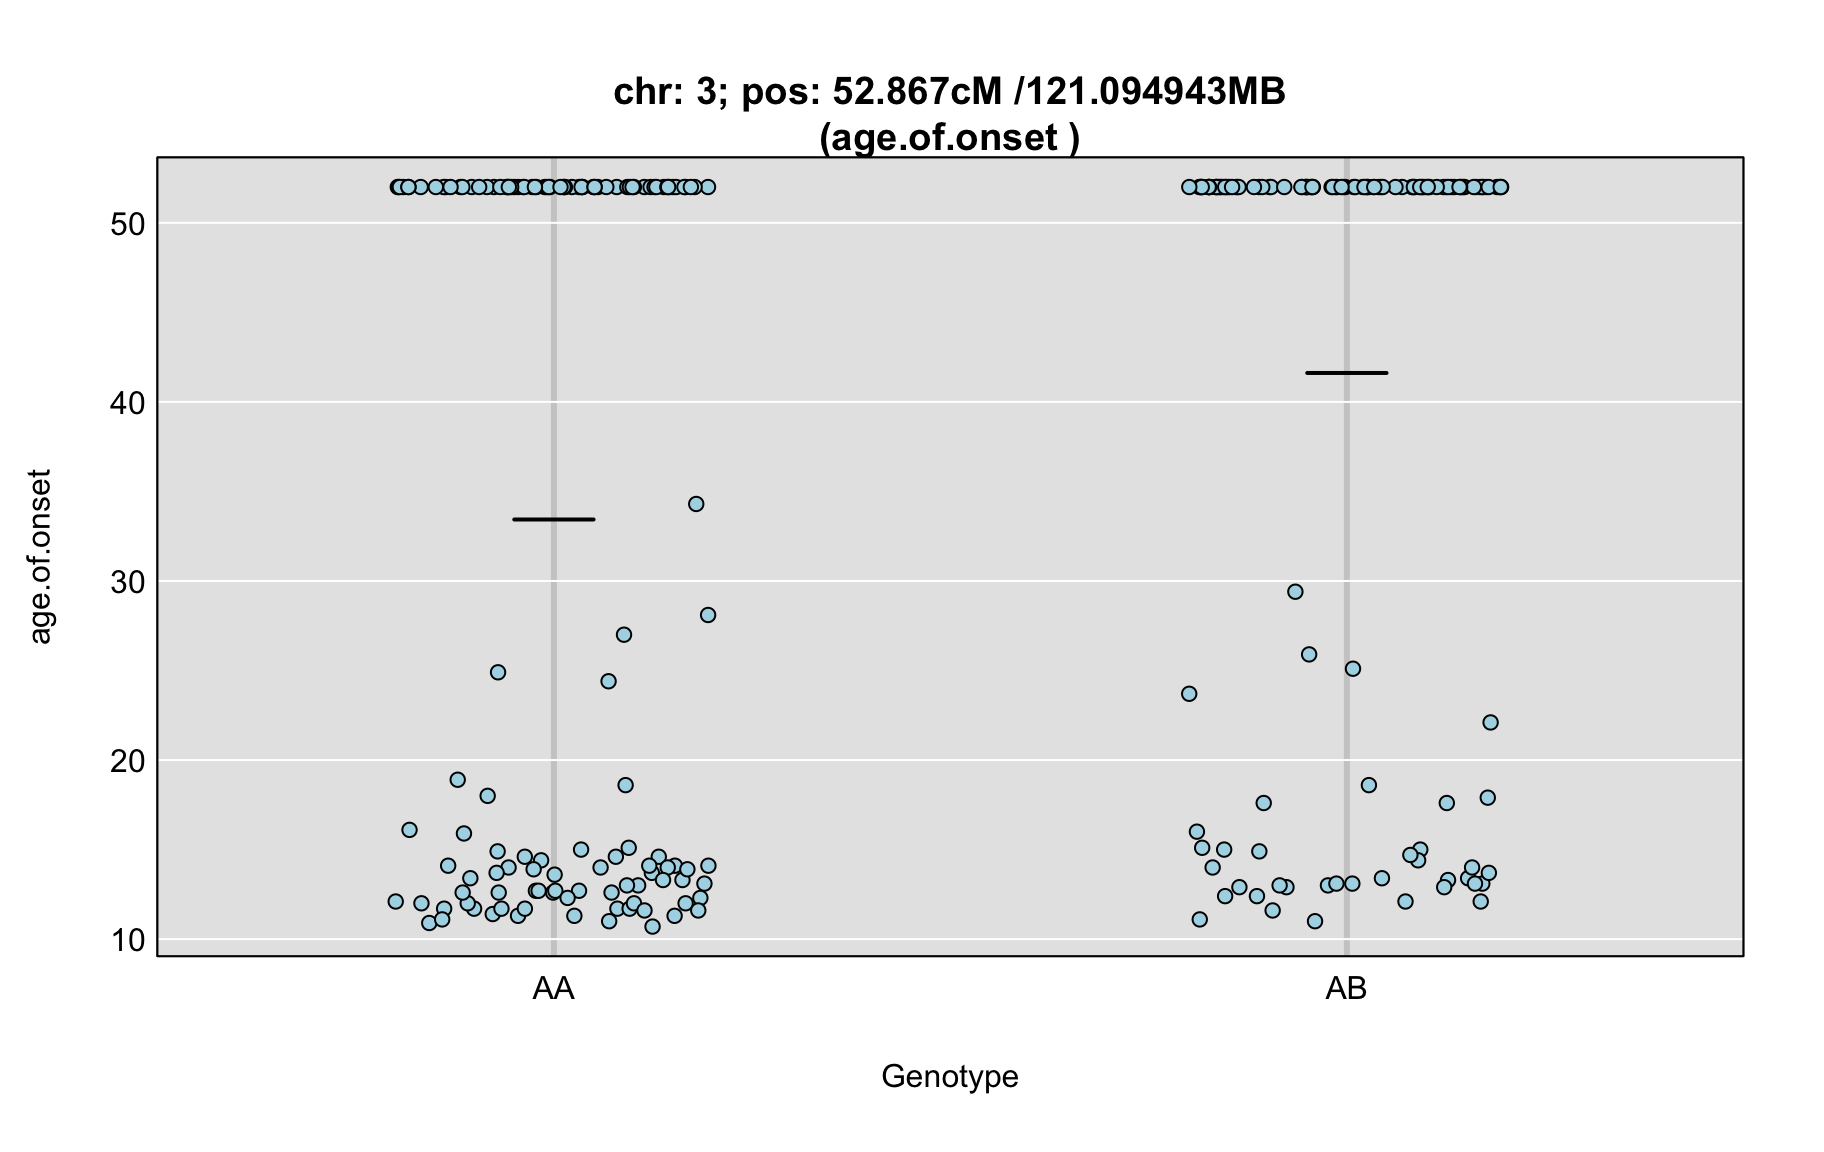 chr: 3; pos: 52.867cM /121.094943MB
(age.of.onset )
50
40
30
20
10
age.of.onset
AA
AB
Genotype